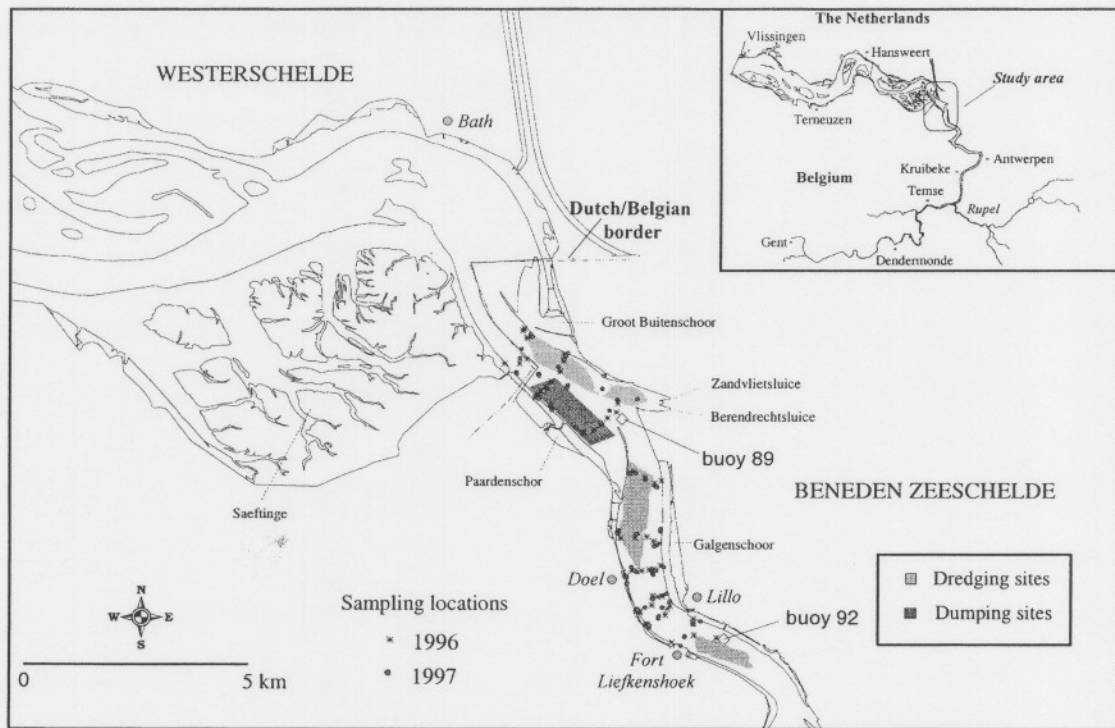 WESTERSCHELDE
Bath
Dutch/Belgian
border
Groot Buitenschoor
Zandvlietsluice
Berendrechtsluice
buoy 89
Paardenschor
Saeftinge
BENEDEN ZEESCHELDE
Galgenschoor
Doel
Lillo
buoy 92
Fort
Liefkenshoek
N
W E
S
0 5 km
Sampling locations
1996
1997
Dredging sites
Dumping sites
The Netherlands
Vlissingen
Hansweert
Study area
Terneuzen
Antwerpen
Kruibeke
Belgium
Temse
Rupel
Gent
Dendermonde